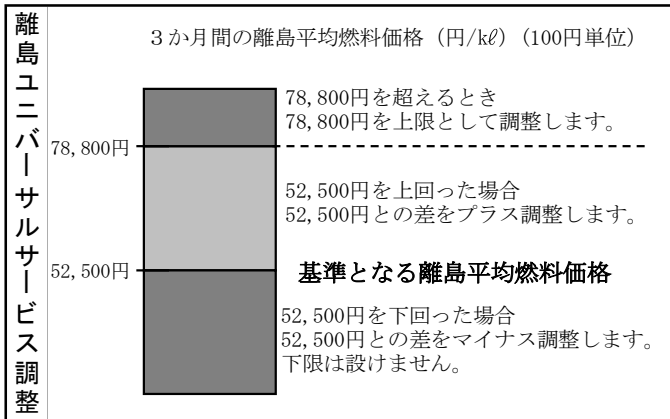 離島ユニバーサルサービス調整
3か月間の離島平均燃料価格（円/kℓ）（100円単位）
78,800円を超えるとき
78,800円を上限として調整します。
78,800円
52,500円を上回った場合
52,500円との差をプラス調整します。
52,500円
基準となる離島平均燃料価格
52,500円を下回った場合
52,500円との差をマイナス調整します。
下限は設けません。